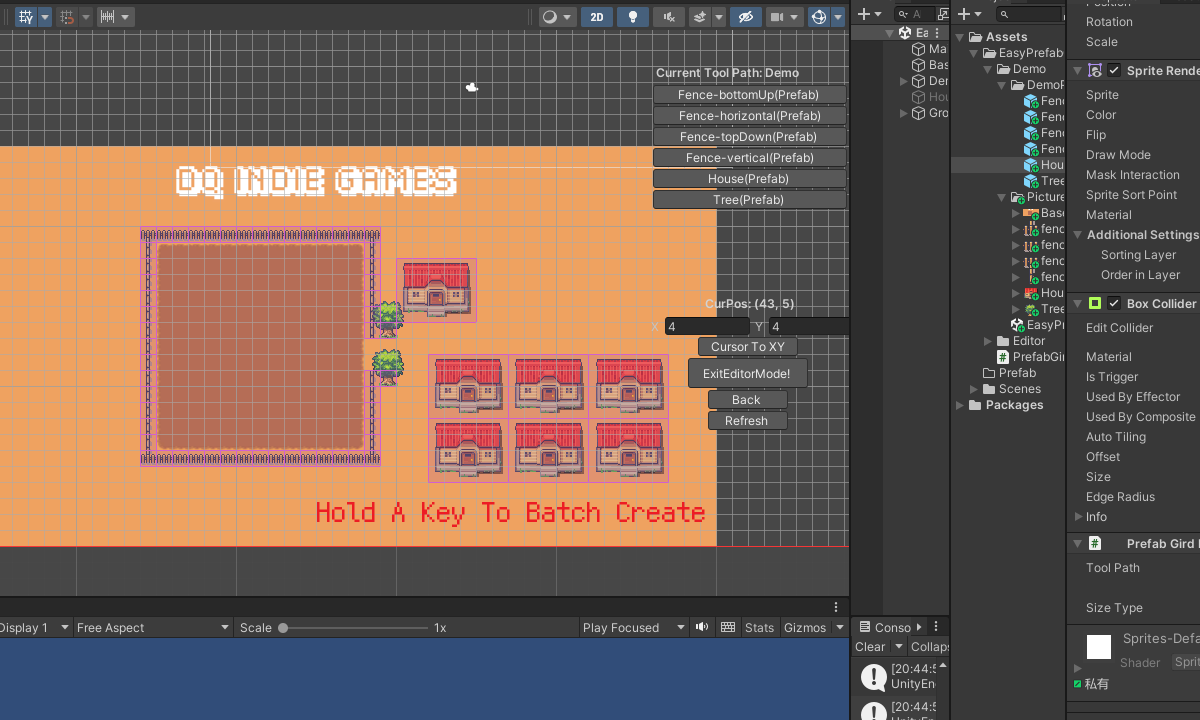 2D
A
Current Tool Path: Demo
Fence-bottomUp(Prefab)
Fence-horizontal(Prefab)
Fence-topDown(Prefab)
Fence-vertical(Prefab)
House(Prefab)
Tree(Prefab)
DQ INDIE GAMES
CurPos: (43, 5)
X 4 Y 4
Cursor To XY
ExitEditorMode!
Back
Refresh
Hold A Key To Batch Create
Display 1
Free Aspect
Scale
1x
Play Focused
Stats
Gizmos
Ea
Ma
Bas
Der
Hou
Gro
Conso
Clear
Collaps
[20:44:5
UnityEn
[20:44:5
Assets
EasyPrefab
Demo
DemoP
Fenc
Fenc
Fenc
Fenc
Hou
Tree
Picture
Base
fenc
fenc
fenc
fenc
Hou
Tree
EasyPr
Editor
PrefabGir
Prefab
Scenes
Packages
Position
Rotation
Scale
Sprite Rende
Sprite
Color
Flip
Draw Mode
Mask Interaction
Sprite Sort Point
Material
Additional Settings
Sorting Layer
Order in Layer
Box Collider
Edit Collider
Material
Is Trigger
Used By Effector
Used By Composite
Auto Tiling
Offset
Size
Edge Radius
Info
Prefab Gird
Tool Path
Size Type
Sprites-Defa
Shader
Sprit
私有